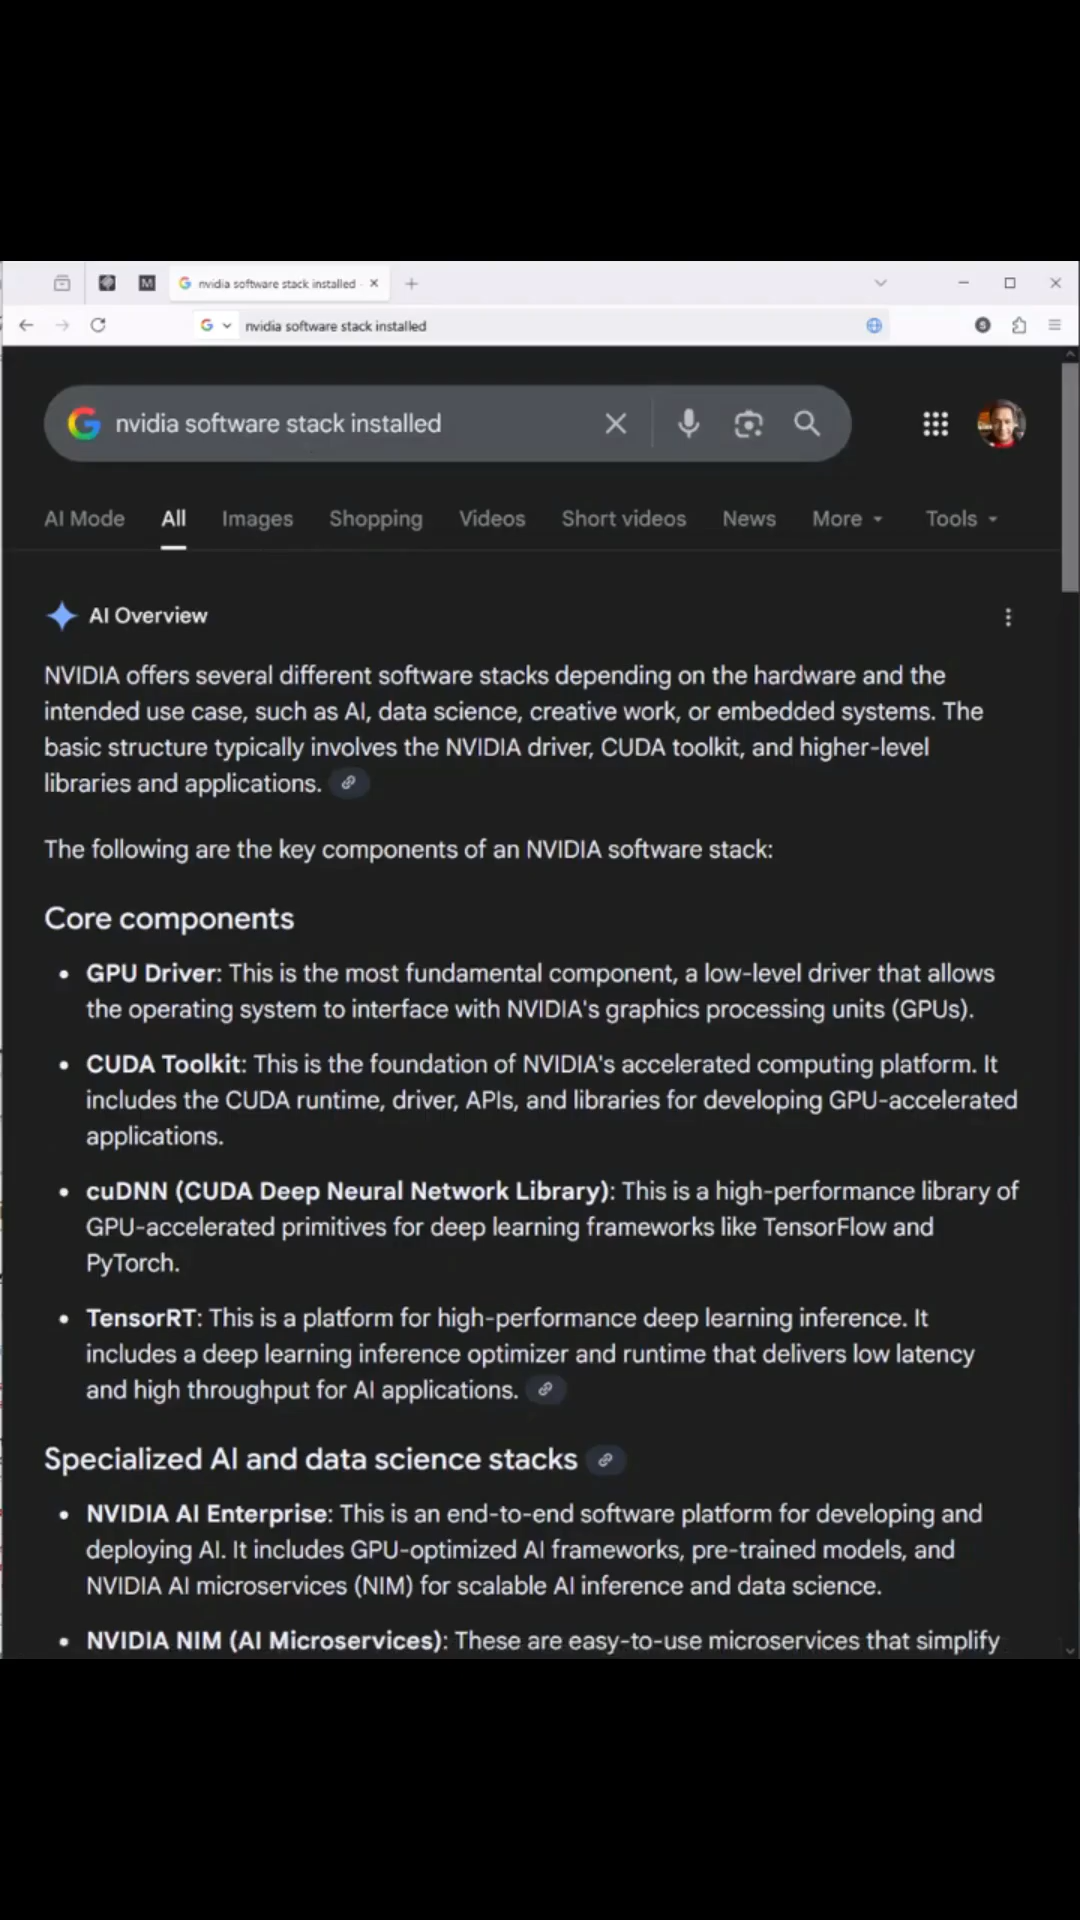 nvidia software stack installed
nvidia software stack installed
nvidia software stack installed
AI Mode All Images Shopping Videos Short videos News More Tools
AI Overview
NVIDIA offers several different software stacks depending on the hardware and the
intended use case, such as AI, data science, creative work, or embedded systems. The
basic structure typically involves the NVIDIA driver, CUDA toolkit, and higher-level
libraries and applications.
The following are the key components of an NVIDIA software stack:
Core components
• GPU Driver: This is the most fundamental component, a low-level driver that allows
the operating system to interface with NVIDIA's graphics processing units (GPUs).
• CUDA Toolkit: This is the foundation of NVIDIA's accelerated computing platform. It
includes the CUDA runtime, driver, APIs, and libraries for developing GPU-accelerated
applications.
• cuDNN (CUDA Deep Neural Network Library): This is a high-performance library of
GPU-accelerated primitives for deep learning frameworks like TensorFlow and
PyTorch.
• TensorRT: This is a platform for high-performance deep learning inference. It
includes a deep learning inference optimizer and runtime that delivers low latency
and high throughput for AI applications.
Specialized AI and data science stacks
• NVIDIA AI Enterprise: This is an end-to-end software platform for developing and
deploying AI. It includes GPU-optimized AI frameworks, pre-trained models, and
NVIDIA AI microservices (NIM) for scalable AI inference and data science.
• NVIDIA NIM (AI Microservices): These are easy-to-use microservices that simplify